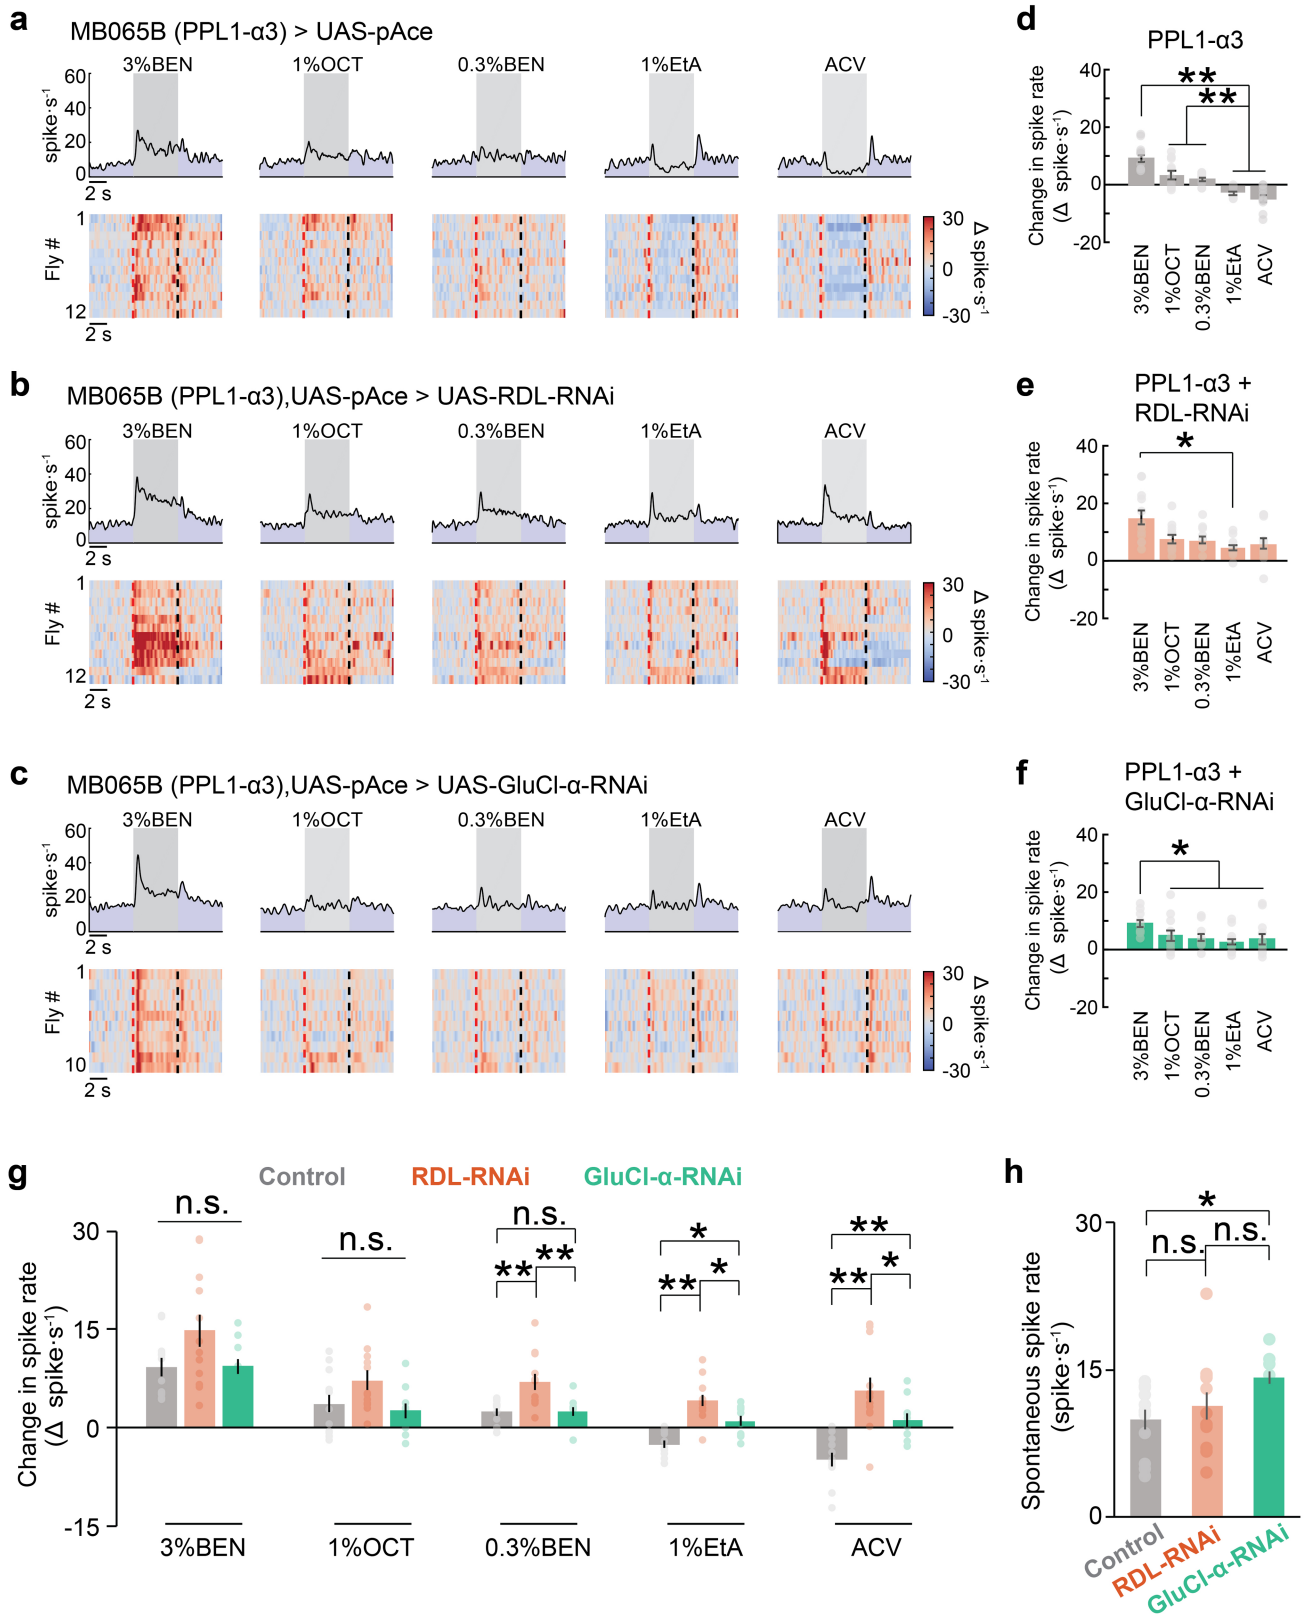 a
MB065B (PPL1-α3) > UAS-pAce
3%BEN 1%OCT 0.3%BEN 1%EtA ACV
60
40
20
0
spike·s⁻¹
2 s
1
12
Fly #
2 s
30
0
-30
Δ spike·s⁻¹
b
MB065B (PPL1-α3),UAS-pAce > UAS-RDL-RNAi
3%BEN 1%OCT 0.3%BEN 1%EtA ACV
60
40
20
0
spike·s⁻¹
2 s
1
12
Fly #
2 s
30
0
-30
Δ spike·s⁻¹
c
MB065B (PPL1-α3),UAS-pAce > UAS-GluCl-α-RNAi
3%BEN 1%OCT 0.3%BEN 1%EtA ACV
60
40
20
0
spike·s⁻¹
2 s
1
10
Fly #
2 s
30
0
-30
Δ spike·s⁻¹
d
PPL1-α3
40
20
0
-20
Change in spike rate
(Δ spike·s⁻¹)
**
**
3%BEN
1%OCT
0.3%BEN
1%EtA
ACV
e
PPL1-α3 +
RDL-RNAi
40
20
0
-20
Change in spike rate
(Δ spike·s⁻¹)
*
3%BEN
1%OCT
0.3%BEN
1%EtA
ACV
f
PPL1-α3 +
GluCl-α-RNAi
40
20
0
-20
Change in spike rate
(Δ spike·s⁻¹)
*
3%BEN
1%OCT
0.3%BEN
1%EtA
ACV
g
Control RDL-RNAi GluCl-α-RNAi
30
15
0
-15
Change in spike rate
(Δ spike·s⁻¹)
n.s.
n.s.
n.s.
** **
*
** *
**
** *
3%BEN 1%OCT 0.3%BEN 1%EtA ACV
h
30
15
0
Spontaneous spike rate
(spike·s⁻¹)
*
n.s. n.s.
Control
RDL-RNAi
GluCl-α-RNAi